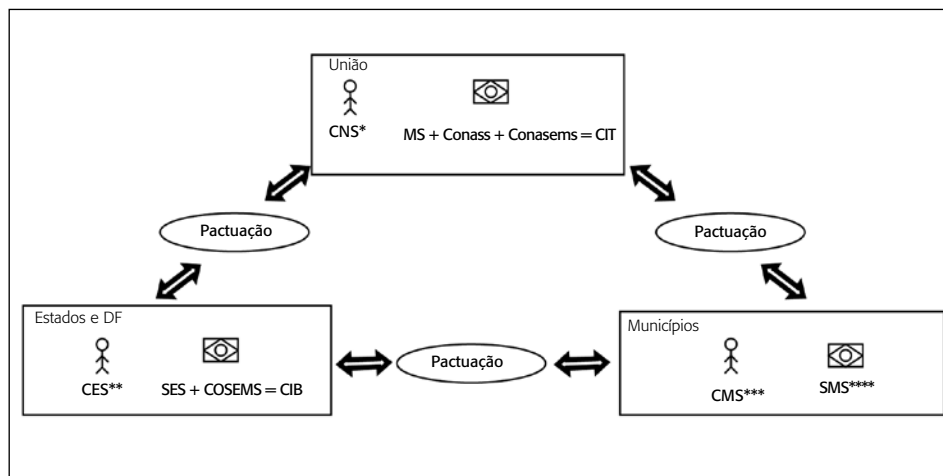 União
CNS*
MS + Conass + Conasems = CIT
Pactuação
Pactuação
Estados e DF
CES**
SES + COSEMS = CIB
Pactuação
Municípios
CMS***
SMS****